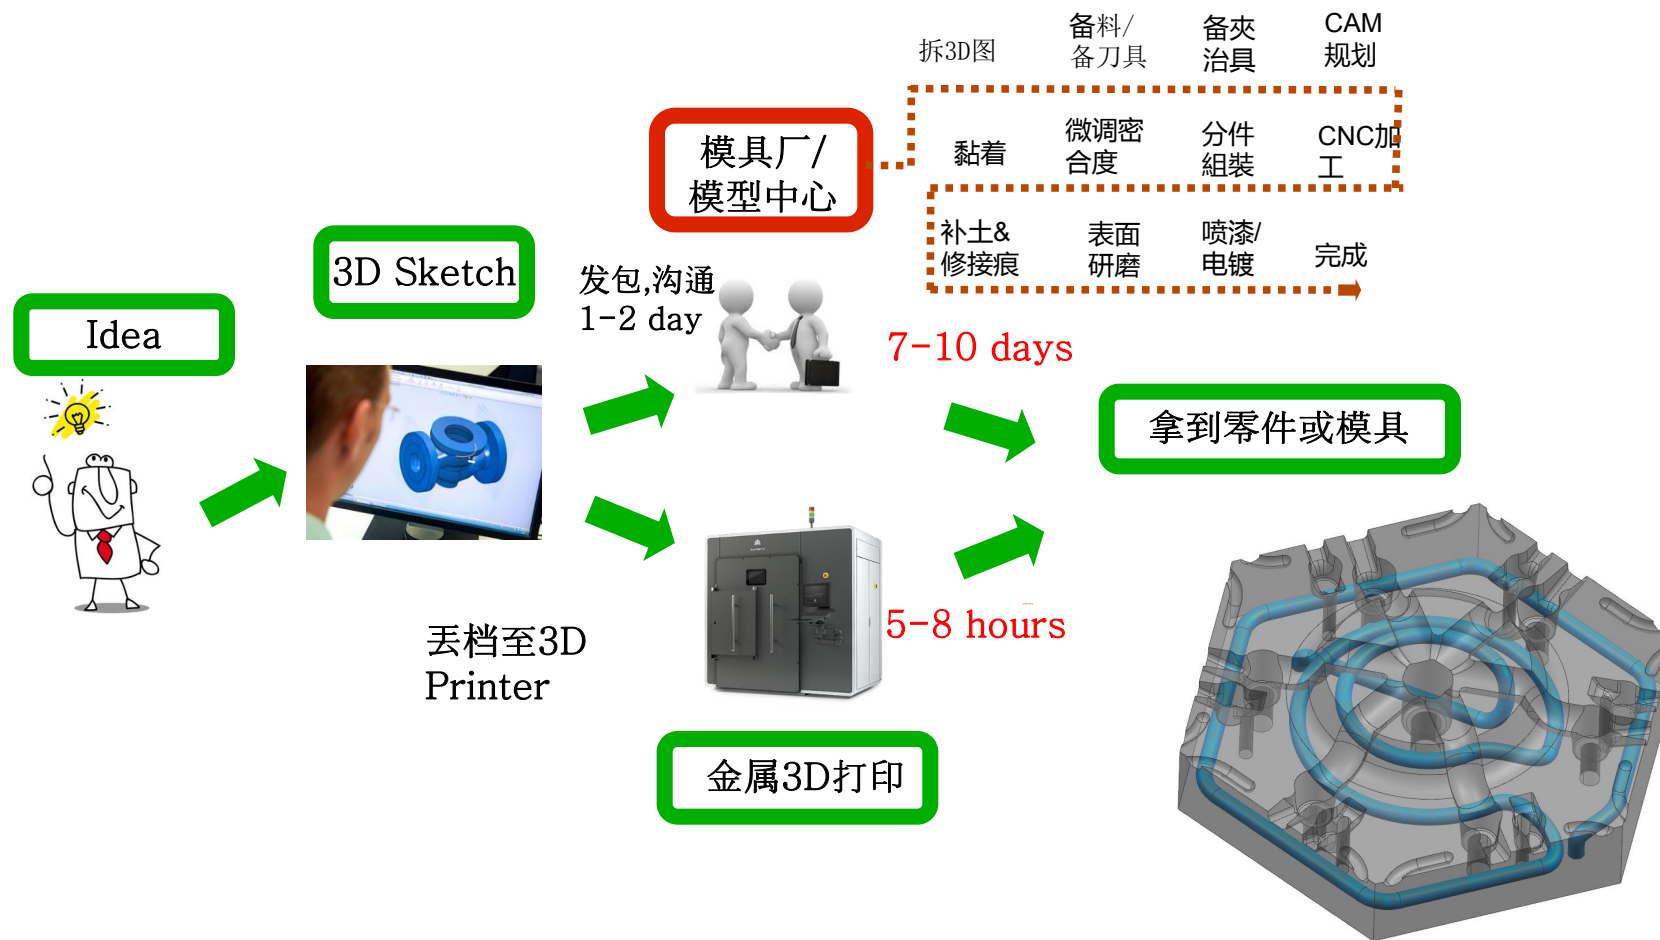 拆3D图
备料/
备刀具
备夾
治具
CAM
规划
黏着
微调密
合度
分件
組裝
CNC加
工
补土&
修接痕
表面
研磨
喷漆/
电镀
完成
模具厂/
模型中心
3D Sketch
发包,沟通
1-2 day
Idea
7-10 days
拿到零件或模具
5-8 hours
丟档至3D
Printer
金属3D打印